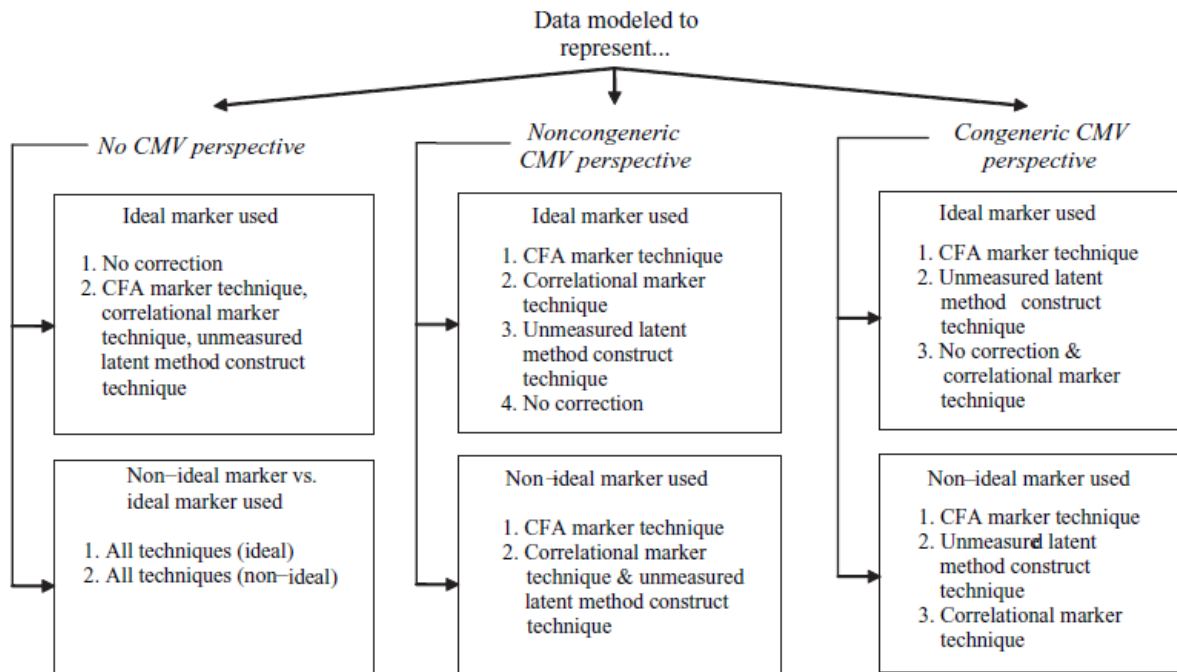 Data modeled to
represent...
No CMV perspective
Noncongeneric
CMV perspective
Congeneric CMV
perspective
Ideal marker used
1. No correction
2. CFA marker technique,
correlational marker
technique, unmeasured
latent method construct
technique
Ideal marker used
1. CFA marker technique
2. Correlational marker
technique
3. Unmeasured latent
method construct
technique
4. No correction
Ideal marker used
1. CFA marker technique
2. Unmeasured latent
method construct
technique
3. No correction &
correlational marker
technique
Non-ideal marker vs.
ideal marker used
1. All techniques (ideal)
2. All techniques (non-ideal)
Non-ideal marker used
1. CFA marker technique
2. Correlational marker
technique & unmeasured
latent method construct
technique
Non-ideal marker used
1. CFA marker technique
2. Unmeasured latent
method construct
technique
3. Correlational marker
technique